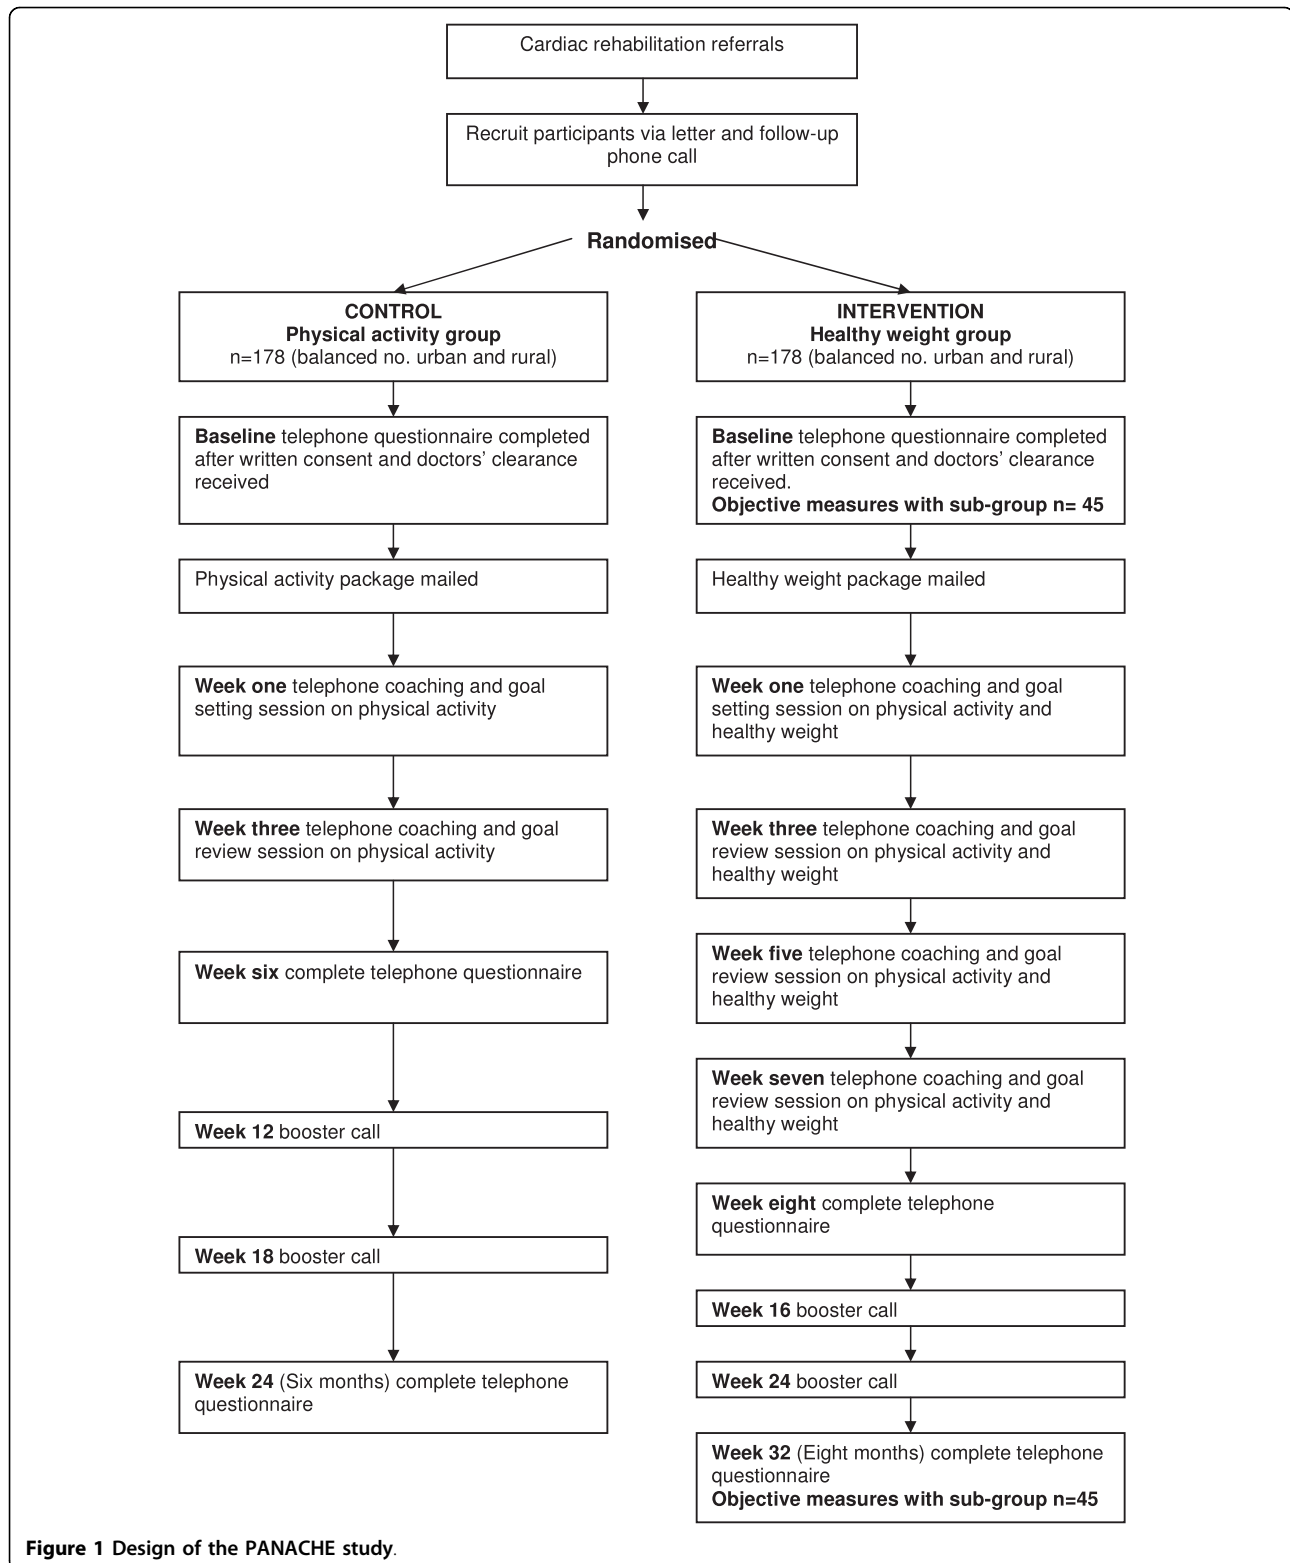 Cardiac rehabilitation referrals
Recruit participants via letter and follow-up
phone call
Randomised
CONTROL
Physical activity group
n=178 (balanced no. urban and rural)
Baseline telephone questionnaire completed
after written consent and doctors' clearance
received
Physical activity package mailed
Week one telephone coaching and goal
setting session on physical activity
Week three telephone coaching and goal
review session on physical activity
Week six complete telephone questionnaire
Week 12 booster call
Week 18 booster call
Week 24 (Six months) complete telephone
questionnaire
INTERVENTION
Healthy weight group
n=178 (balanced no. urban and rural)
Baseline telephone questionnaire completed
after written consent and doctors' clearance
received.
Objective measures with sub-group n= 45
Healthy weight package mailed
Week one telephone coaching and goal
setting session on physical activity and
healthy weight
Week three telephone coaching and goal
review session on physical activity and
healthy weight
Week five telephone coaching and goal
review session on physical activity and
healthy weight
Week seven telephone coaching and goal
review session on physical activity and
healthy weight
Week eight complete telephone
questionnaire
Week 16 booster call
Week 24 booster call
Week 32 (Eight months) complete telephone
questionnaire
Objective measures with sub-group n=45
Figure 1 Design of the PANACHE study.